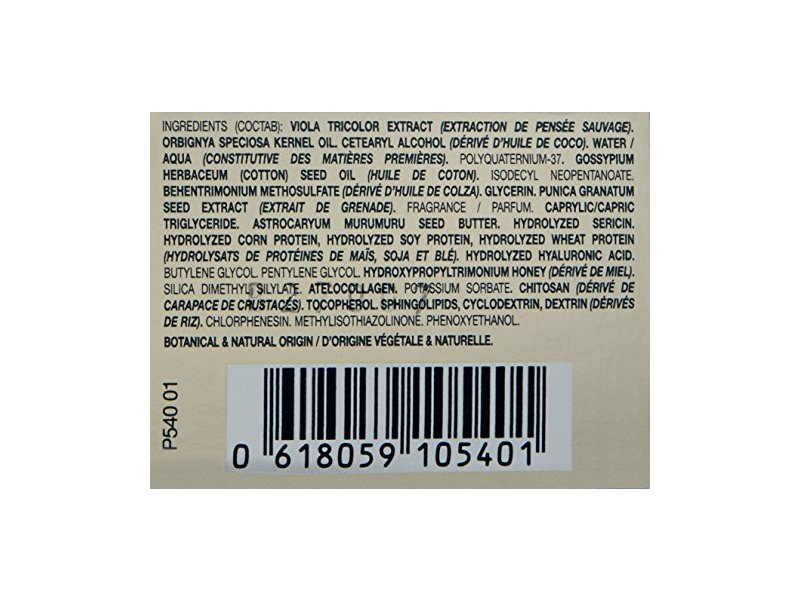 INGREDIENTS (COCTAB): VIOLA TRICOLOR EXTRACT (EXTRACTION DE PENSÉE SAUVAGE).
ORBIGNYA SPECIOSA KERNEL OIL. CETEARYL ALCOHOL (DÉRIVÉ D'HUILE DE COCO). WATER /
AQUA (CONSTITUTIVE DES MATIÈRES PREMIÈRES). POLYQUATERNIUM-37. GOSSYPIUM
HERBACEUM (COTTON) SEED OIL (HUILE DE COTON). ISODECYL NEOPENTANOATE.
BEHENTRIMONIUM METHOSULFATE (DÉRIVÉ D'HUILE DE COLZA). GLYCERIN. PUNICA GRANATUM
SEED EXTRACT (EXTRAIT DE GRENADE). FRAGRANCE / PARFUM. CAPRYLIC/CAPRIC
TRIGLYCERIDE. ASTROCARYUM MURUMURU SEED BUTTER. HYDROLYZED SERICIN.
HYDROLYZED CORN PROTEIN, HYDROLYZED SOY PROTEIN, HYDROLYZED WHEAT PROTEIN
(HYDROLYSATS DE PROTÉINES DE MAÏS, SOJA ET BLÉ). HYDROLYZED HYALURONIC ACID.
BUTYLENE GLYCOL. PENTYLENE GLYCOL. HYDROXYPROPYLTRIMONIUM HONEY (DÉRIVÉ DE MIEL).
SILICA DIMETHYL SILYLATE. ATELOCOLLAGEN. POTASSIUM SORBATE. CHITOSAN (DÉRIVÉ DE
CARAPACE DE CRUSTACÉS). TOCOPHEROL. SPHINGOLIPIDS, CYCLODEXTRIN, DEXTRIN (DÉRIVÉS
DE RIZ). CHLORPHENESIN. METHYLISOTHIAZOLINONE. PHENOXYETHANOL.
BOTANICAL & NATURAL ORIGIN / D'ORIGINE VÉGÉTALE & NATURELLE.
P540 01
0 618059 105401